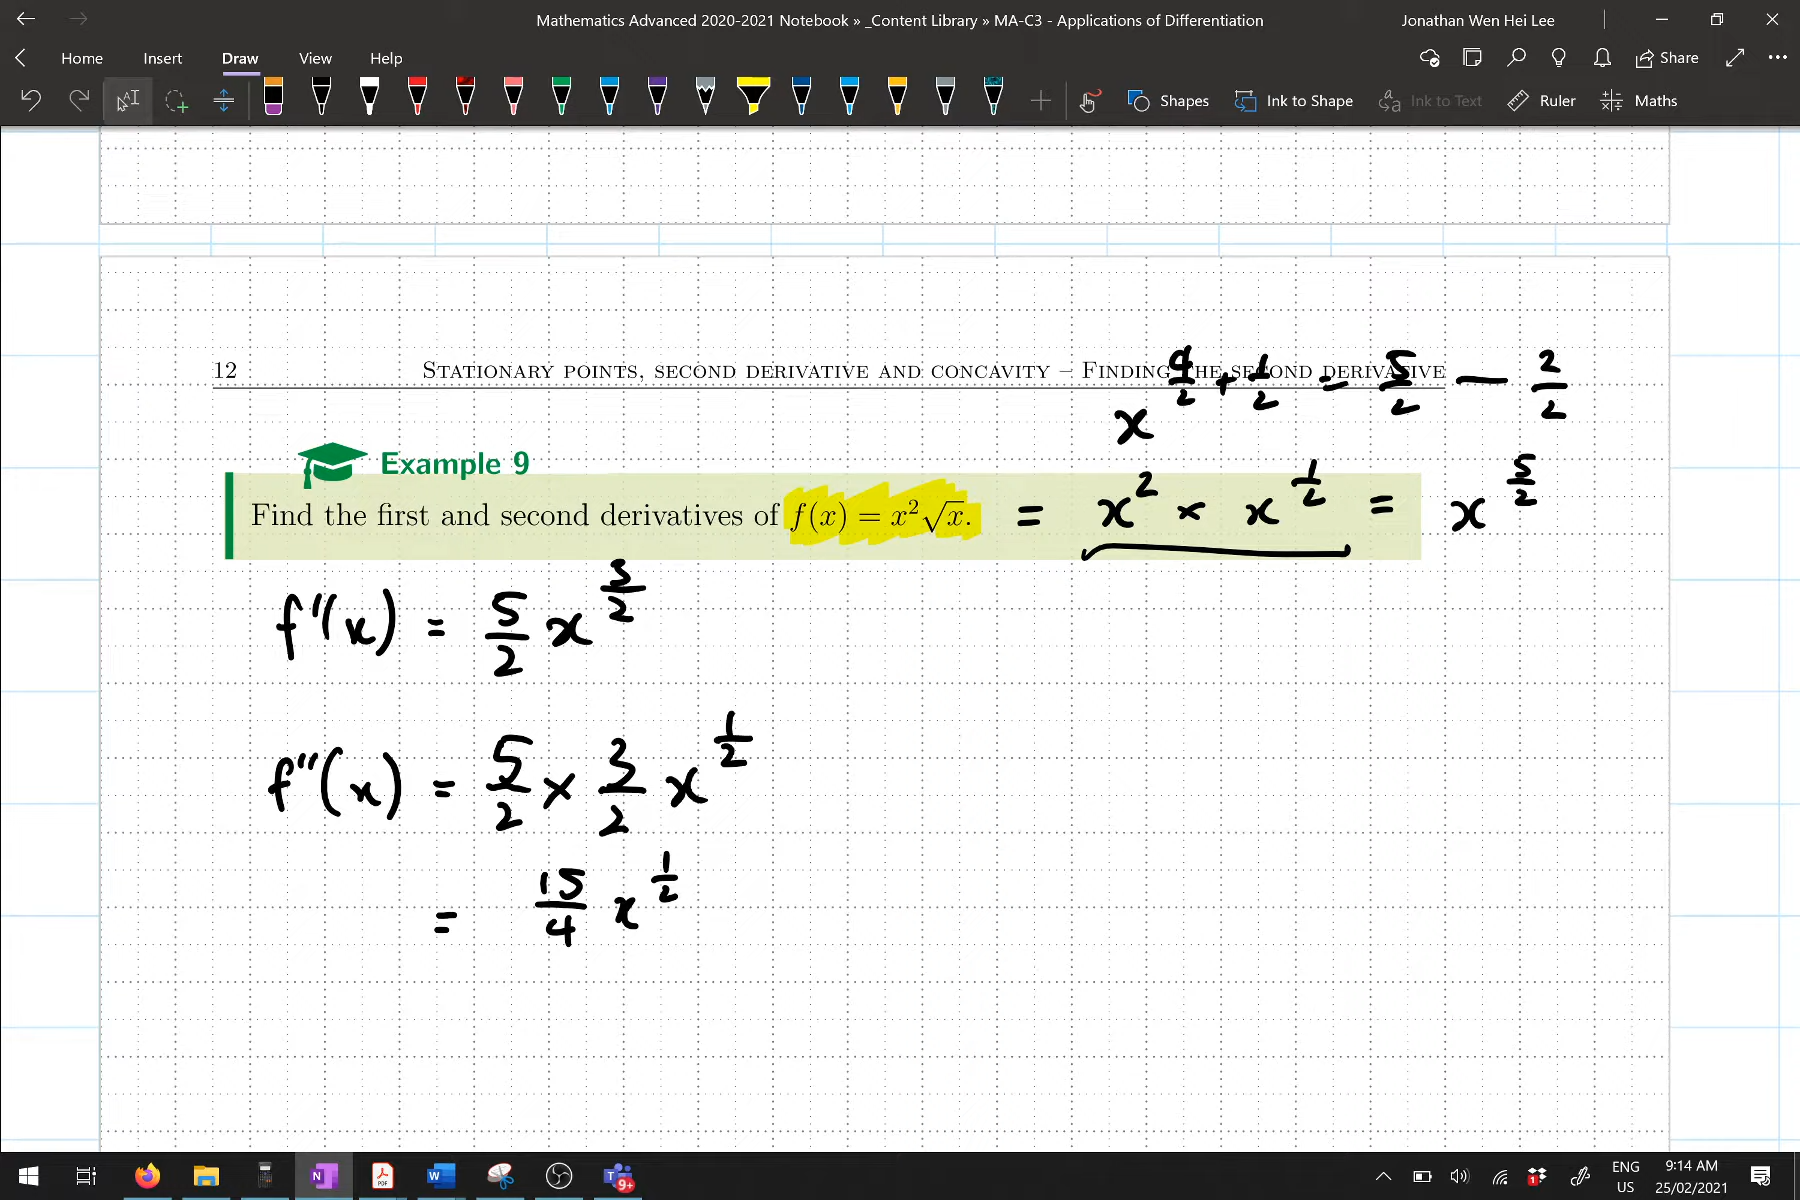 Mathematics Advanced 2020-2021 Notebook » _Content Library » MA-C3 - Applications of Differentiation
Jonathan Wen Hei Lee
Home Insert Draw View Help
Share
Shapes Ink to Shape Ink to Text Ruler Maths
12 Stationary points, second derivative and concavity – Finding the second derivative
x^(4/2 + 1/2) = 5/2 — 2/2
Example 9
Find the first and second derivatives of f(x) = x²√x. = x² × x^(1/2) = x^(5/2)
f'(x) = 5/2 x^(3/2)
f''(x) = 5/2 × 3/2 x^(1/2)
= 15/4 x^(1/2)
ENG
US
9:14 AM
25/02/2021
9+
1